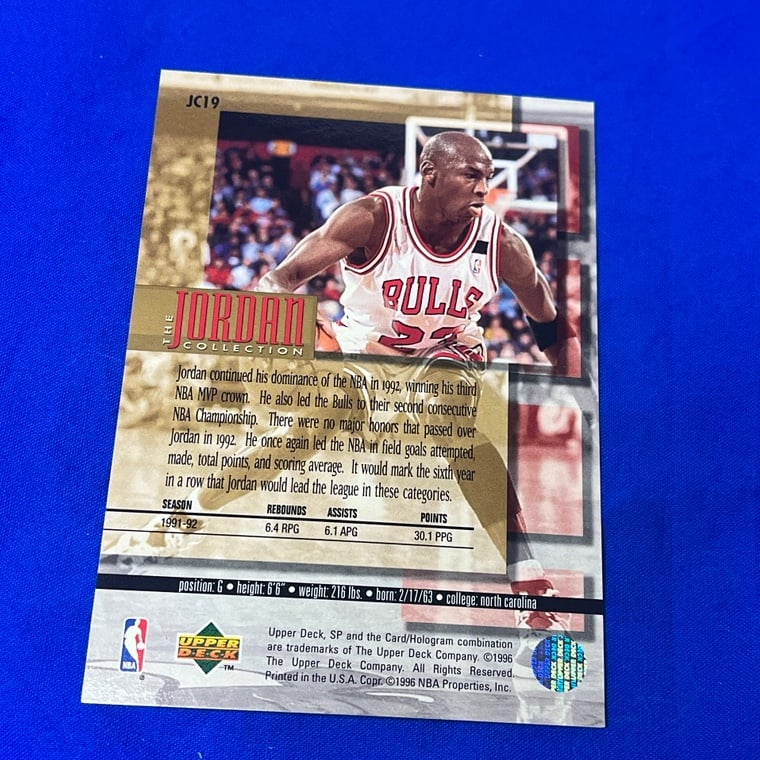 JC19
BULLS
23
THE
JORDAN
COLLECTION
Jordan continued his dominance of the NBA in 1992, winning his third
NBA MVP crown. He also led the Bulls to their second consecutive
NBA Championship. There were no major honors that passed over
Jordan in 1992. He once again led the NBA in field goals attempted,
made, total points, and scoring average. It would mark the sixth year
in a row that Jordan would lead the league in these categories.
SEASON REBOUNDS ASSISTS POINTS
1991-92 6.4 RPG 6.1 APG 30.1 PPG
position: G • height: 6'6" • weight: 216 lbs. • born: 2/17/63 • college: north carolina
Upper Deck, SP and the Card/Hologram combination
are trademarks of The Upper Deck Company. ©1996
The Upper Deck Company. All Rights Reserved.
Printed in the U.S.A. Copr. ©1996 NBA Properties, Inc.
NBA ®
UPPER
D·E·C·K
™